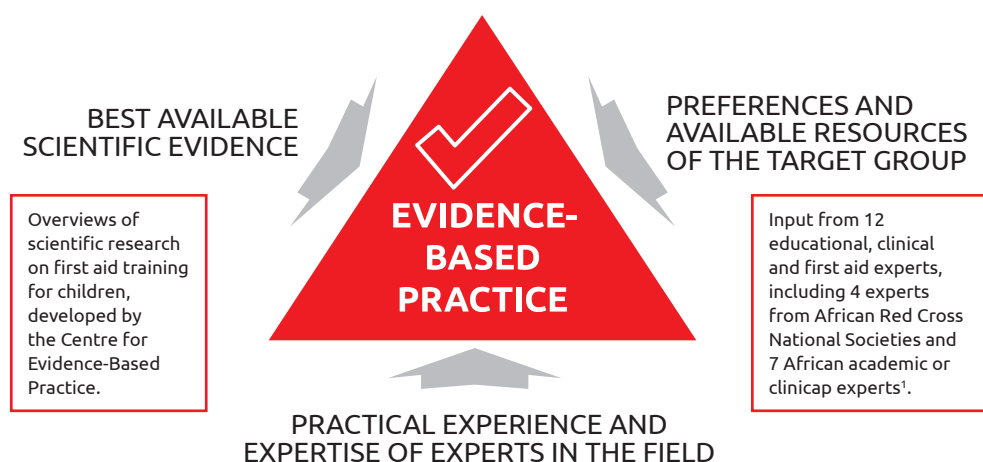 BEST AVAILABLE
SCIENTIFIC EVIDENCE
Overviews of
scientific research
on first aid training
for children,
developed by
the Centre for
Evidence-Based
Practice.
EVIDENCE-
BASED
PRACTICE
PREFERENCES AND
AVAILABLE RESOURCES
OF THE TARGET GROUP
Input from 12
educational, clinical
and first aid experts,
including 4 experts
from African Red Cross
National Societies and
7 African academic or
clinicap experts¹.
PRACTICAL EXPERIENCE AND
EXPERTISE OF EXPERTS IN THE FIELD